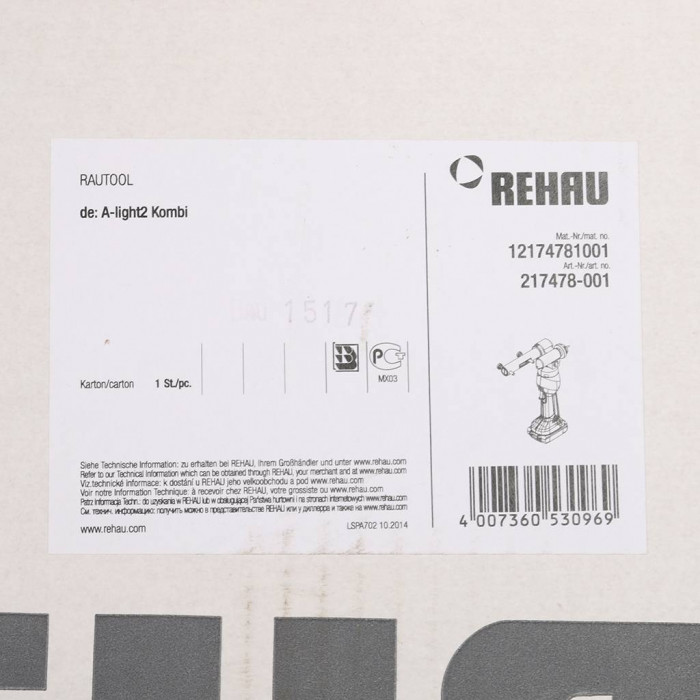 RAUTOOL
de: A-light2 Kombi
1517
Karton/carton 1 St./pc.
MX03
Siehe Technische Information: zu erhalten bei REHAU, Ihrem Großhändler und unter www.rehau.com
Refer to our Technical Information which can be obtained through REHAU, your merchant and at www.rehau.com
Viz.technické informace: k dostání u REHAU jeho velkoobchodu a pod www.rehau.com
Voir notre Information Technique: à recevoir chez REHAU, votre grossiste ou www.rehau.com
Patrz Informacja Techn.: do uzyskania w REHAU lub w obsługującej Państwa hurtowni i na stronach internetowych www.rehau.com
См. технич. информацию: получить можно в представительстве REHAU или у диллерра и также на www.rehau.com
www.rehau.com LSPA702 10.2014
REHAU
Mat.-Nr./mat. no.
12174781001
Art.-Nr./art. no.
217478-001
4 007360 530969